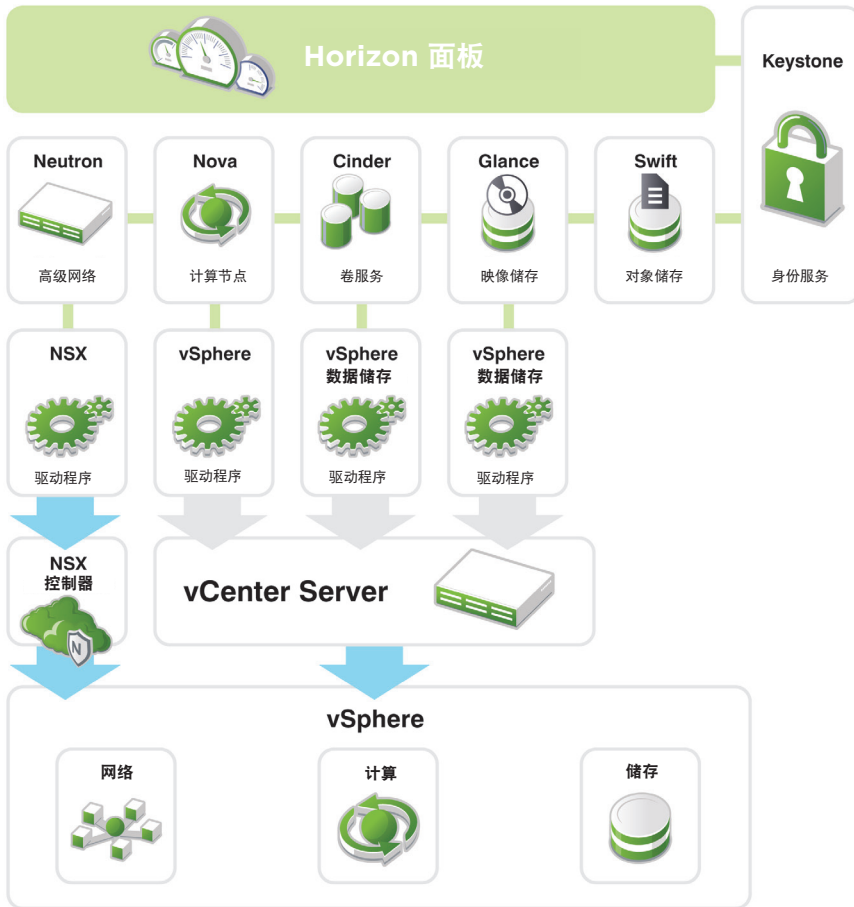 Horizon 面板
Keystone
Neutron
Nova
Cinder
Glance
Swift
高级网络
计算节点
卷服务
映像储存
对象储存
身份服务
NSX
vSphere
vSphere
数据储存
vSphere
数据储存
驱动程序
驱动程序
驱动程序
驱动程序
NSX
控制器
N
vCenter Server
vSphere
网络
计算
储存